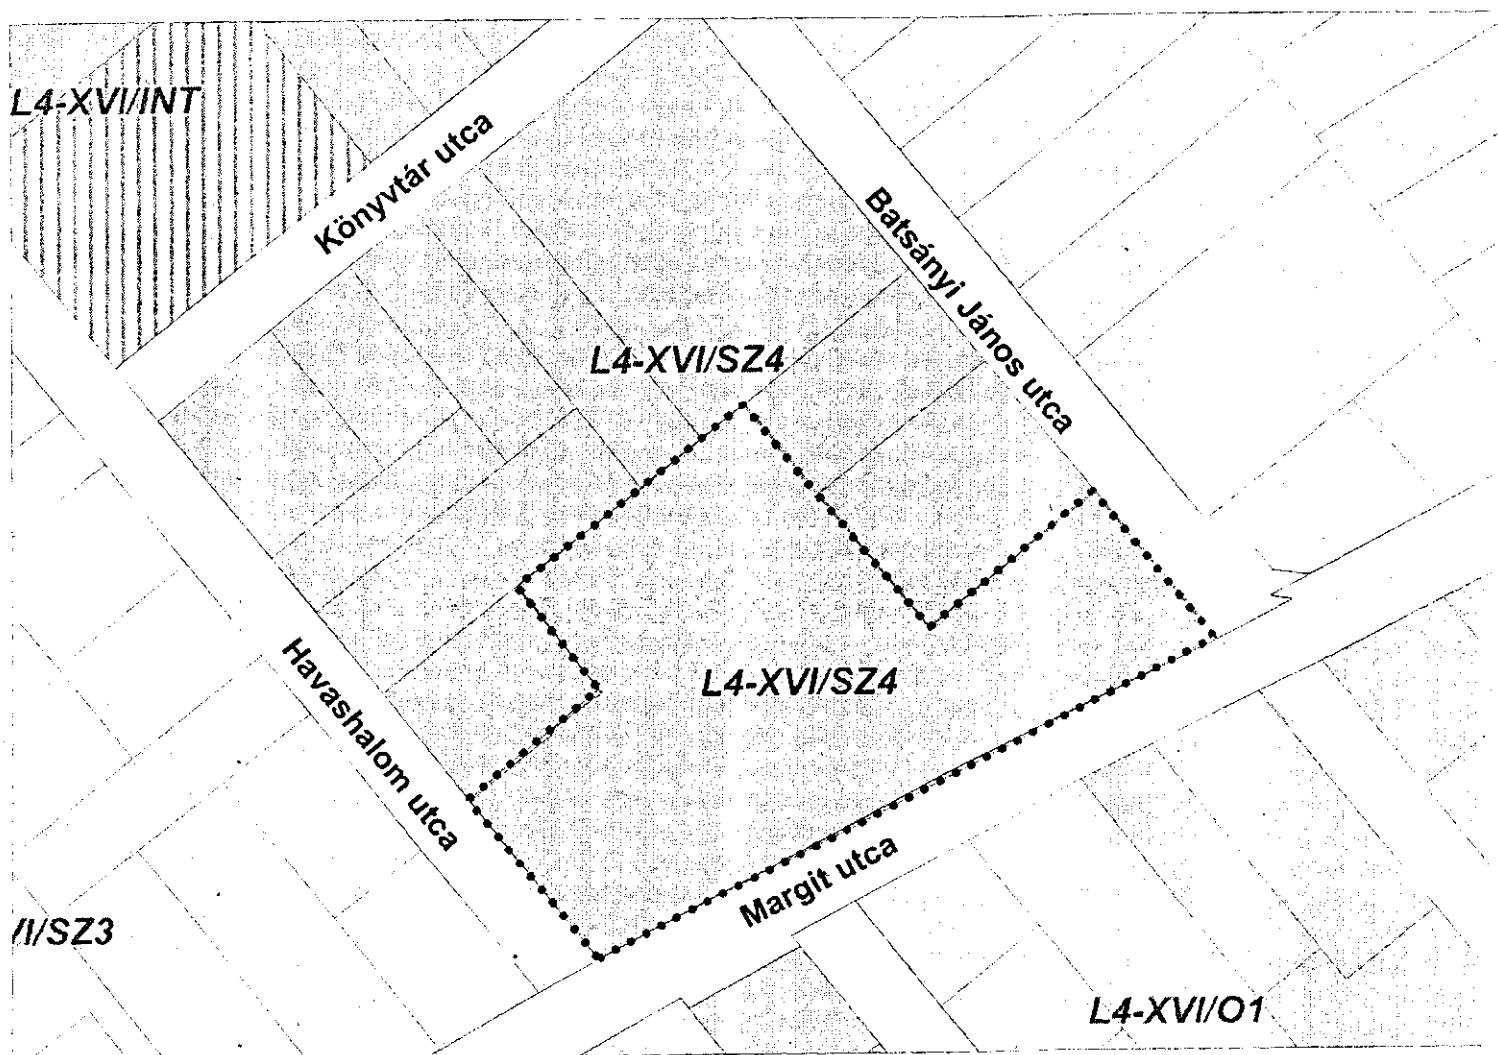 L4-XVI/INT
Könyvtár utca
Batsányi János utca
L4-XVI/SZ4
L4-XVI/SZ4
Havashalom utca
Margit utca
/I/SZ3
L4-XVI/O1